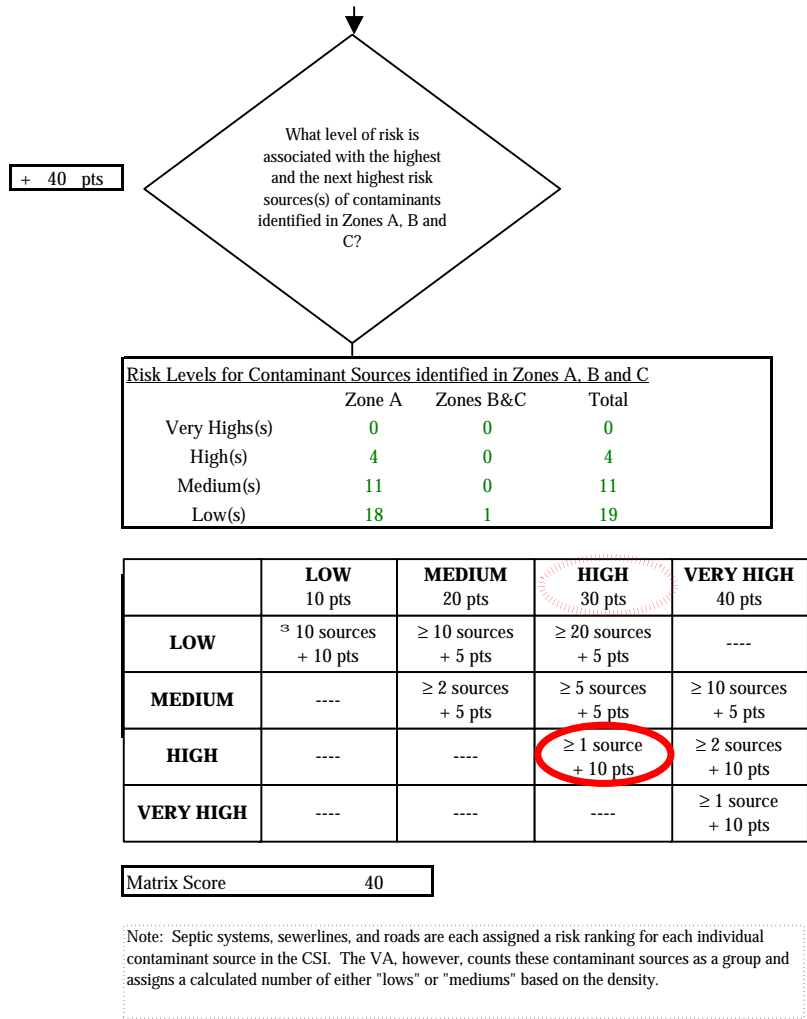 What level of risk is
associated with the highest
and the next highest risk
sources(s) of contaminants
identified in Zones A, B and
C?
+ 40 pts
Risk Levels for Contaminant Sources identified in Zones A, B and C
Zone A Zones B&C Total
Very Highs(s) 0 0 0
High(s) 4 0 4
Medium(s) 11 0 11
Low(s) 18 1 19
LOW MEDIUM HIGH VERY HIGH
10 pts 20 pts 30 pts 40 pts
LOW ³ 10 sources ≥ 10 sources ≥ 20 sources ----
+ 10 pts + 5 pts + 5 pts
MEDIUM ---- ≥ 2 sources ≥ 5 sources ≥ 10 sources
+ 5 pts + 5 pts + 5 pts
HIGH ---- ---- ≥ 1 source ≥ 2 sources
+ 10 pts + 10 pts
VERY HIGH ---- ---- ---- ≥ 1 source
+ 10 pts
Matrix Score 40
Note: Septic systems, sewerlines, and roads are each assigned a risk ranking for each individual
contaminant source in the CSI. The VA, however, counts these contaminant sources as a group and
assigns a calculated number of either "lows" or "mediums" based on the density.